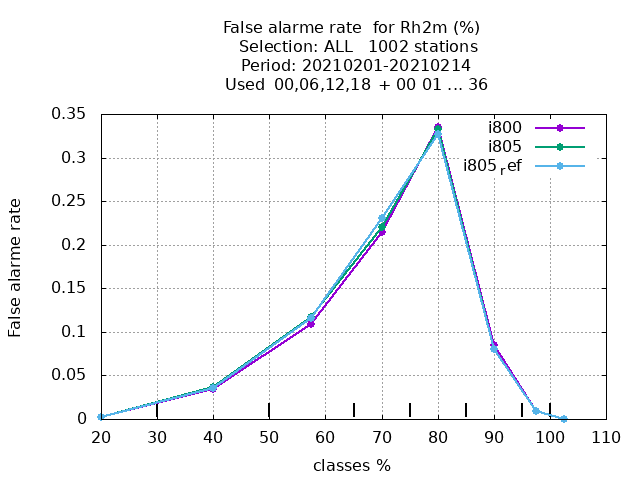 False alarme rate  for Rh2m (%)
Selection: ALL   1002 stations
Period: 20210201-20210214
Used  00,06,12,18  + 00 01 ... 36
0.35
0.3
0.25
0.2
0.15
0.1
0.05
0
False alarme rate
i800
i805
i805ref
20 30 40 50 60 70 80 90 100 110
classes %